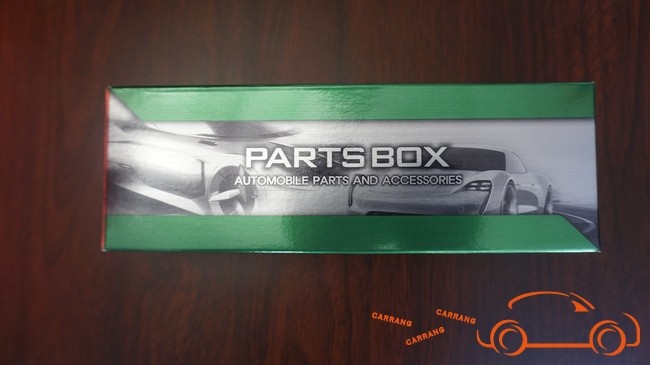 PARTS BOX
AUTOMOBILE PARTS AND ACCESSORIES
CARRANG
CARRANG
CARRANG